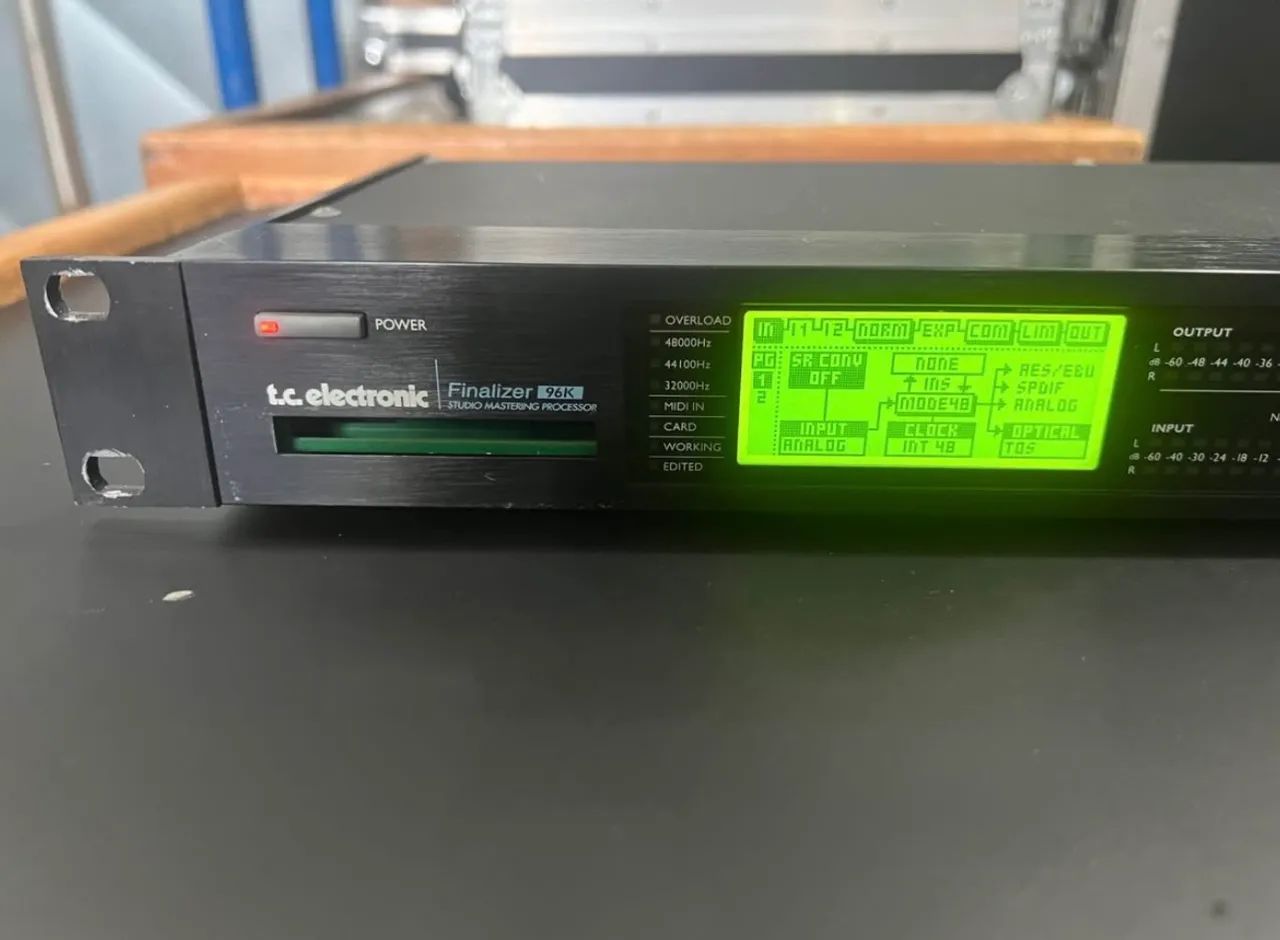 POWER
t.c. electronic
Finalizer 96K
STUDIO MASTERING PROCESSOR
OVERLOAD
48000Hz
44100Hz
32000Hz
MIDI IN
CARD
WORKING
EDITED
IN I1 I2 NORM EXP COM LIM OUT
PG
1
2
SR CONV
OFF
NONE
INS
MODE48
AES/EBU
SPDIF
ANALOG
INPUT
ANALOG
CLOCK
INT 48
OPTICAL
TOS
OUTPUT
L
dB -60 -48 -44 -40 -36
R
INPUT
L
dB -60 -40 -30 -24 -18 -12
R